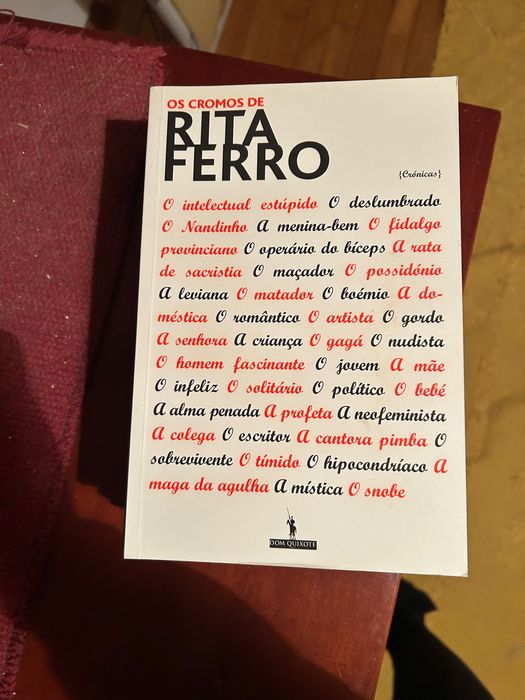 OS CROMOS DE
RITA
FERRO
{Crónicas}
O intelectual estúpido O deslumbrado
O Nandinho A menina-bem O fidalgo
provinciano O operário do bíceps A rata
de sacristia O maçador O possidónio
A leviana O matador O boémio A do-
méstica O romântico O artista O gordo
A senhora A criança O gagá O nudista
O homem fascinante O jovem A mãe
O infeliz O solitário O político O bebé
A alma penada A profeta A neofeminista
A colega O escritor A cantora pimba O
sobrevivente O tímido O hipocondríaco A
maga da agulha A mística O snobe
DOM QUIXOTE